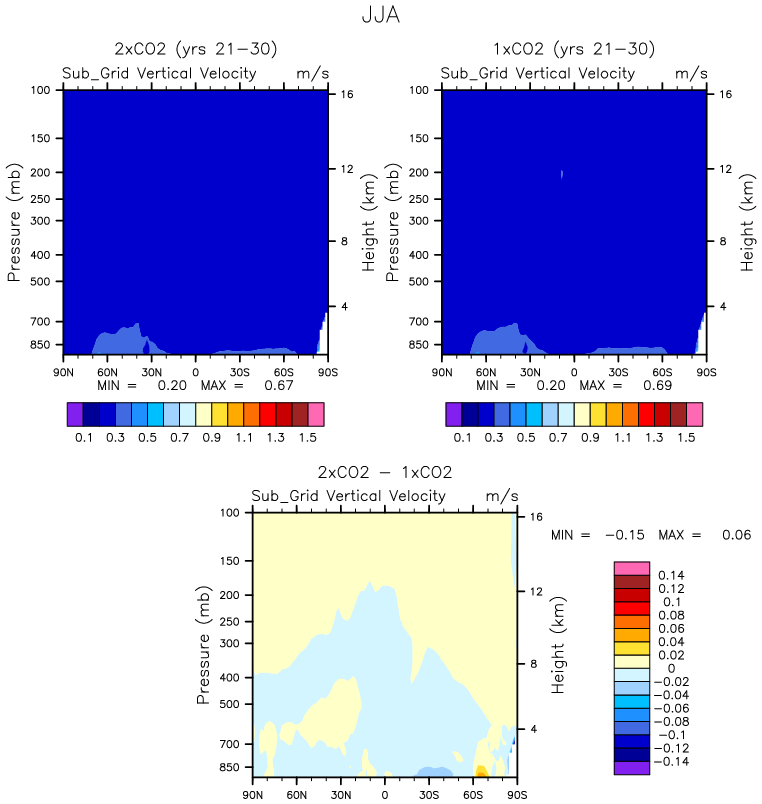 JJA
2xCO2 (yrs 21-30)
Sub_Grid Vertical Velocity m/s
Pressure (mb)
100
150
200
250
300
400
500
700
850
16
12
8
4
Height (km)
90N 60N 30N 0 30S 60S 90S
MIN = 0.20 MAX = 0.67
0.1 0.3 0.5 0.7 0.9 1.1 1.3 1.5
1xCO2 (yrs 21-30)
Sub_Grid Vertical Velocity m/s
Pressure (mb)
100
150
200
250
300
400
500
700
850
16
12
8
4
Height (km)
90N 60N 30N 0 30S 60S 90S
MIN = 0.20 MAX = 0.69
0.1 0.3 0.5 0.7 0.9 1.1 1.3 1.5
2xCO2 - 1xCO2
Sub_Grid Vertical Velocity m/s
Pressure (mb)
100
150
200
250
300
400
500
700
850
16
12
8
4
Height (km)
90N 60N 30N 0 30S 60S 90S
MIN = -0.15 MAX = 0.06
0.14
0.12
0.1
0.08
0.06
0.04
0.02
0
-0.02
-0.04
-0.06
-0.08
-0.1
-0.12
-0.14